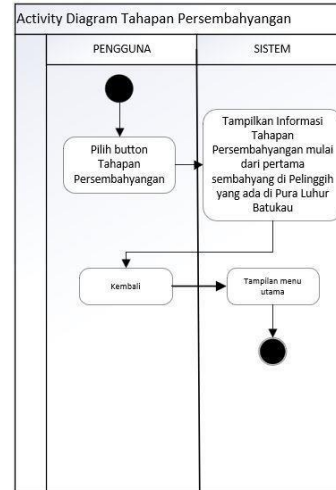 Activity Diagram Tahapan Persembahyangan
PENGGUNA
SISTEM
Pilih button
Tahapan
Persembahyangan
Tampilkan Informasi
Tahapan
Persembahyangan mulai
dari pertama
sembahyang di Pelinggih
yang ada di Pura Luhur
Batukau
Kembali
Tampilan menu
utama